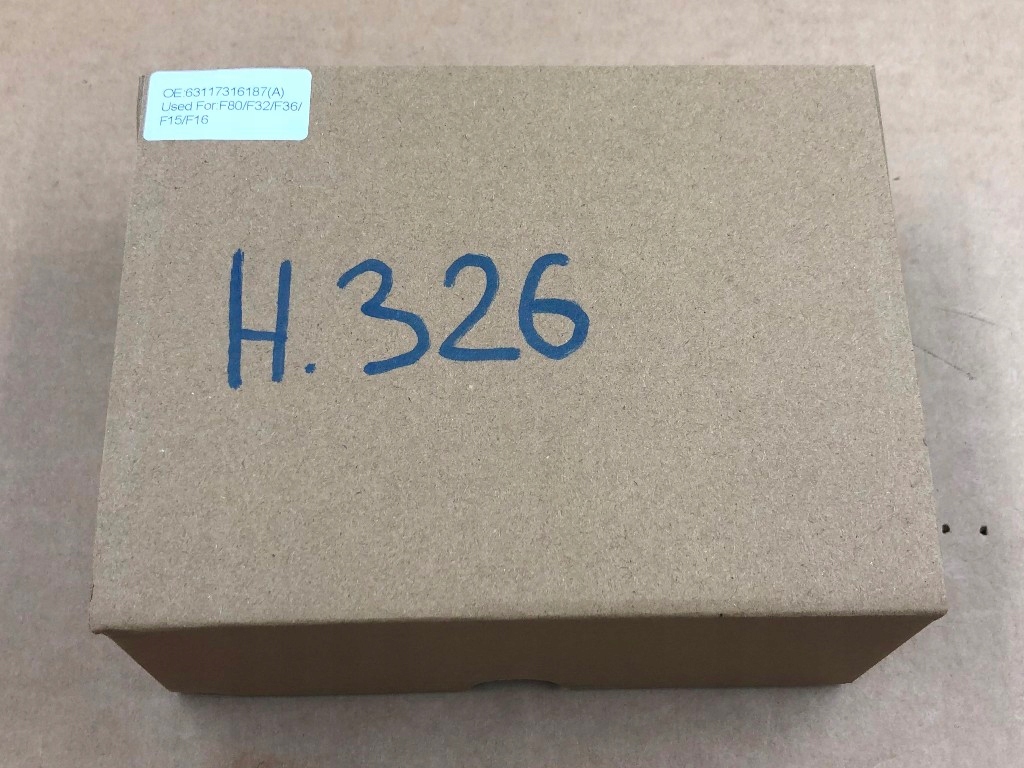 OE:63117316187(A)
Used For:F80/F32/F36/
F15/F16
H.326